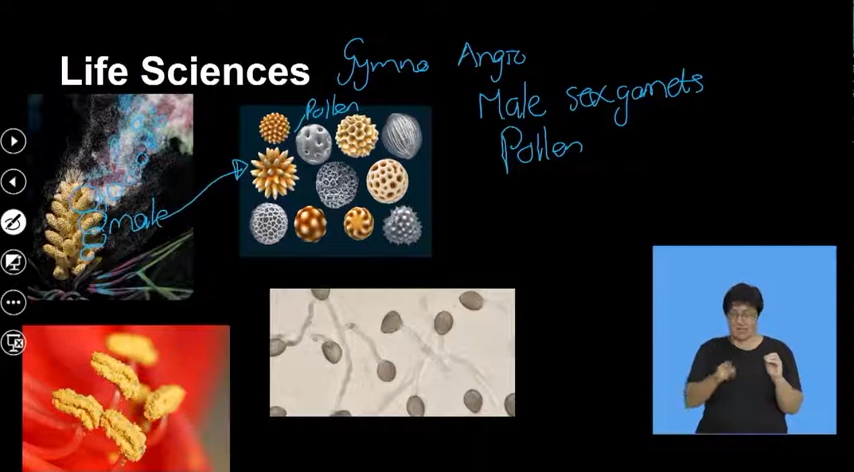 Life Sciences
Gymno Angio
Male sex gamets
Pollen
Pollen
male